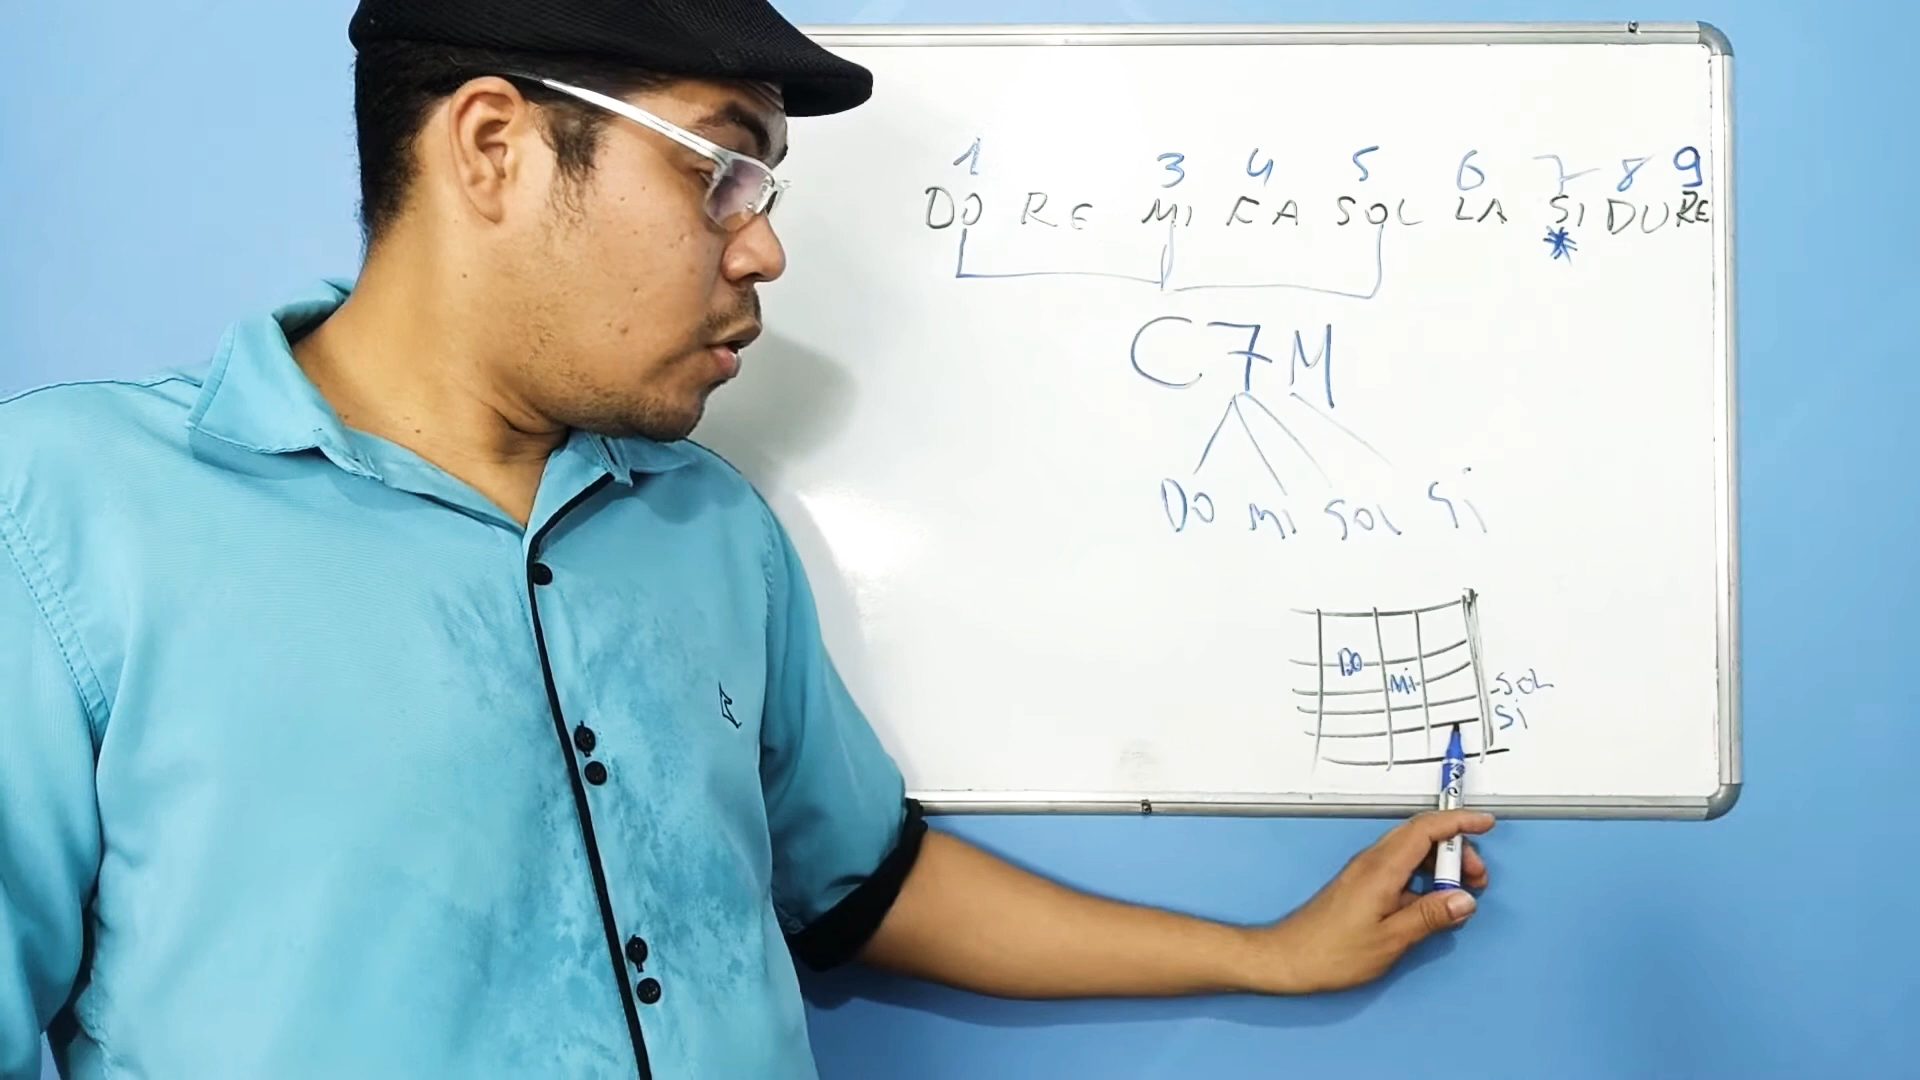 1 3 4 5 6 7 8 9
DO RE MI FA SOL LA SI DO RE
C7M
DO MI SOL Si
DO
Mi
SOL
Si